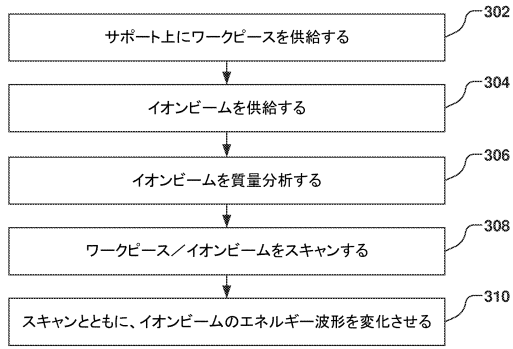 302
サポート上にワークピースを供給する
304
イオンビームを供給する
306
イオンビームを質量分析する
308
ワークピース／イオンビームをスキャンする
310
スキャンとともに、イオンビームのエネルギー波形を変化させる